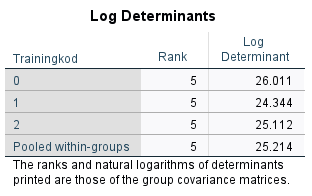 Log Determinants
Trainingkod Rank Log Determinant
0 5 26.011
1 5 24.344
2 5 25.112
Pooled within-groups 5 25.214
The ranks and natural logarithms of determinants
printed are those of the group covariance matrices.